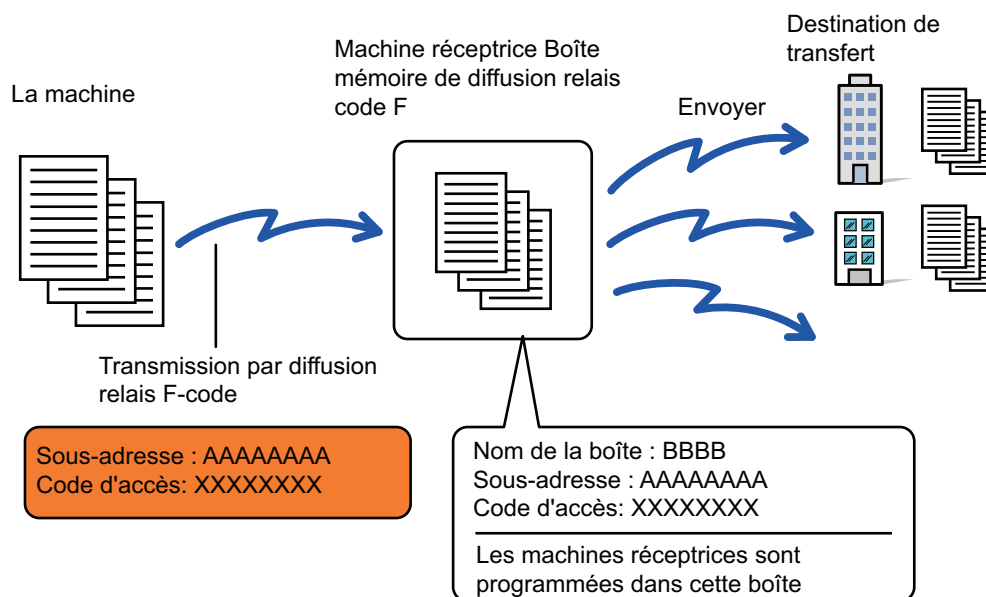 La machine
Machine réceptrice Boîte
mémoire de diffusion relais
code F
Envoyer
Destination de
transfert
Transmission par diffusion
relais F-code
Sous-adresse : AAAAAAAA
Code d'accès: XXXXXXXX
Nom de la boîte : BBBB
Sous-adresse : AAAAAAAA
Code d'accès: XXXXXXXX
Les machines réceptrices sont
programmées dans cette boîte